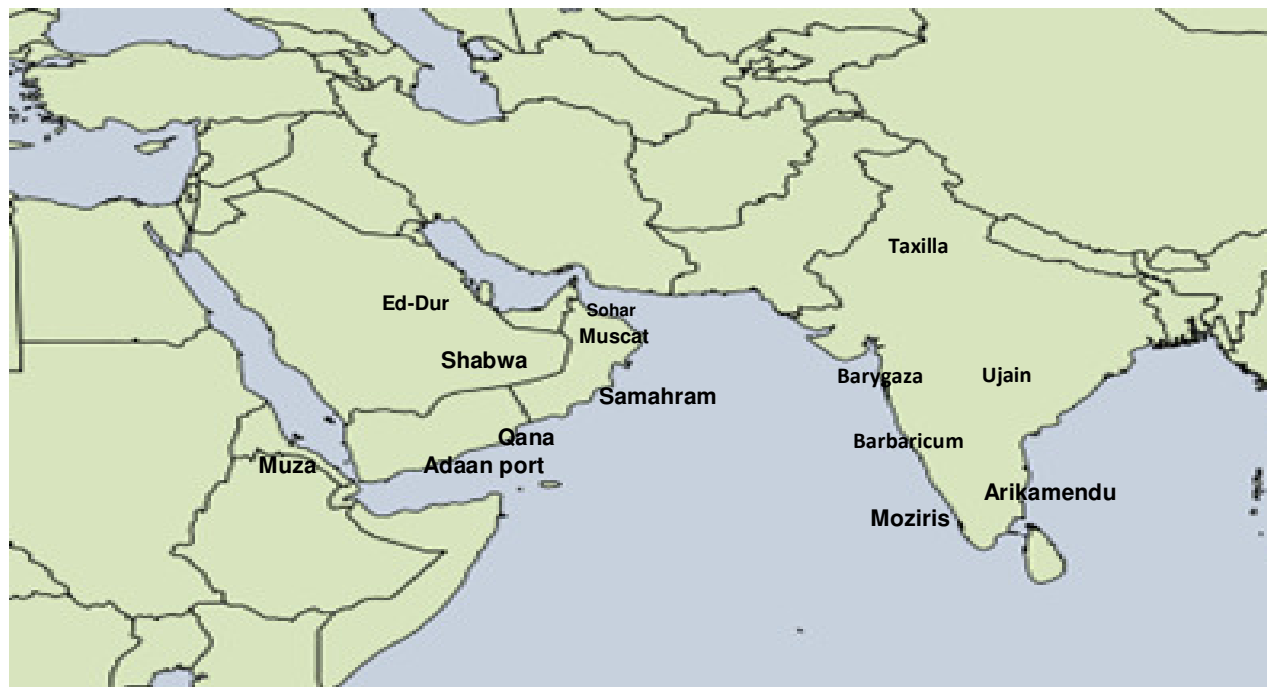 Taxilla
Ed-Dur
Sohar
Muscat
Shabwa
Barygaza
Ujain
Samahram
Qana
Barbaricum
Muza
Adaan port
Arikamendu
Moziris